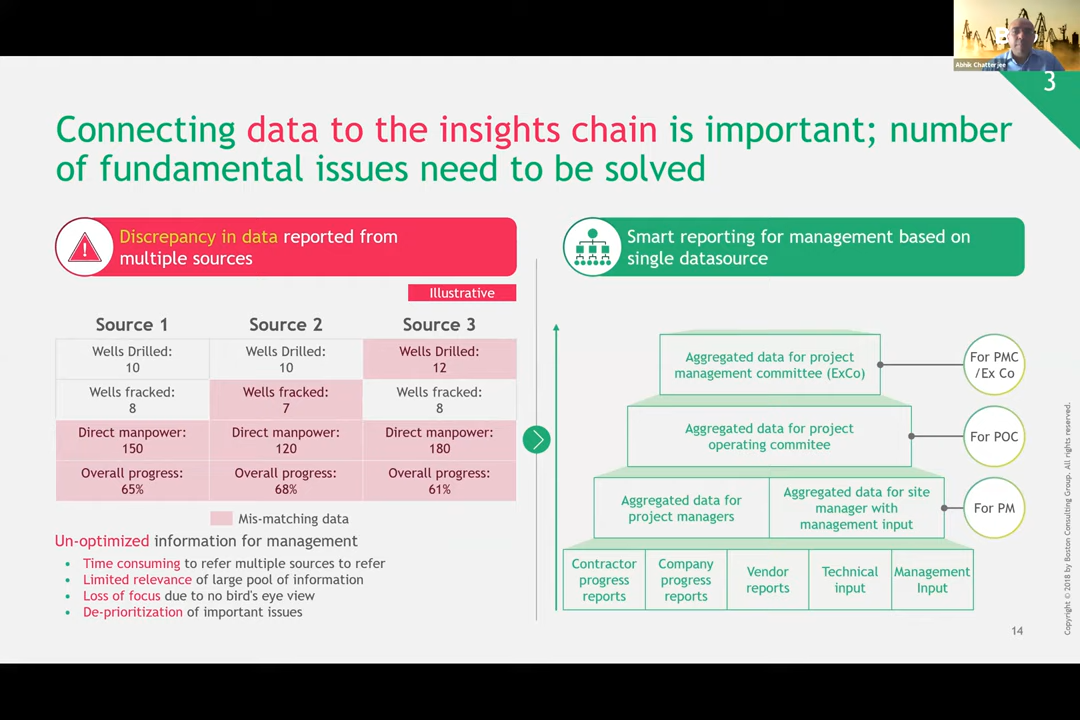 Abhik Chatterjee
3
Connecting data to the insights chain is important; number
of fundamental issues need to be solved
Discrepancy in data reported from
multiple sources
Illustrative
Source 1 Source 2 Source 3
Wells Drilled:
10
Wells Drilled:
10
Wells Drilled:
12
Wells fracked:
8
Wells fracked:
7
Wells fracked:
8
Direct manpower:
150
Direct manpower:
120
Direct manpower:
180
Overall progress:
65%
Overall progress:
68%
Overall progress:
61%
Mis-matching data
Un-optimized information for management
• Time consuming to refer multiple sources to refer
• Limited relevance of large pool of information
• Loss of focus due to no bird's eye view
• De-prioritization of important issues
Smart reporting for management based on
single datasource
Aggregated data for project
management committee (ExCo)
For PMC
/Ex Co
Aggregated data for project
operating commitee
For POC
Aggregated data for
project managers
Aggregated data for site
manager with
management input
For PM
Contractor
progress
reports
Company
progress
reports
Vendor
reports
Technical
input
Management
Input
14
Copyright © 2018 by Boston Consulting Group. All rights reserved.